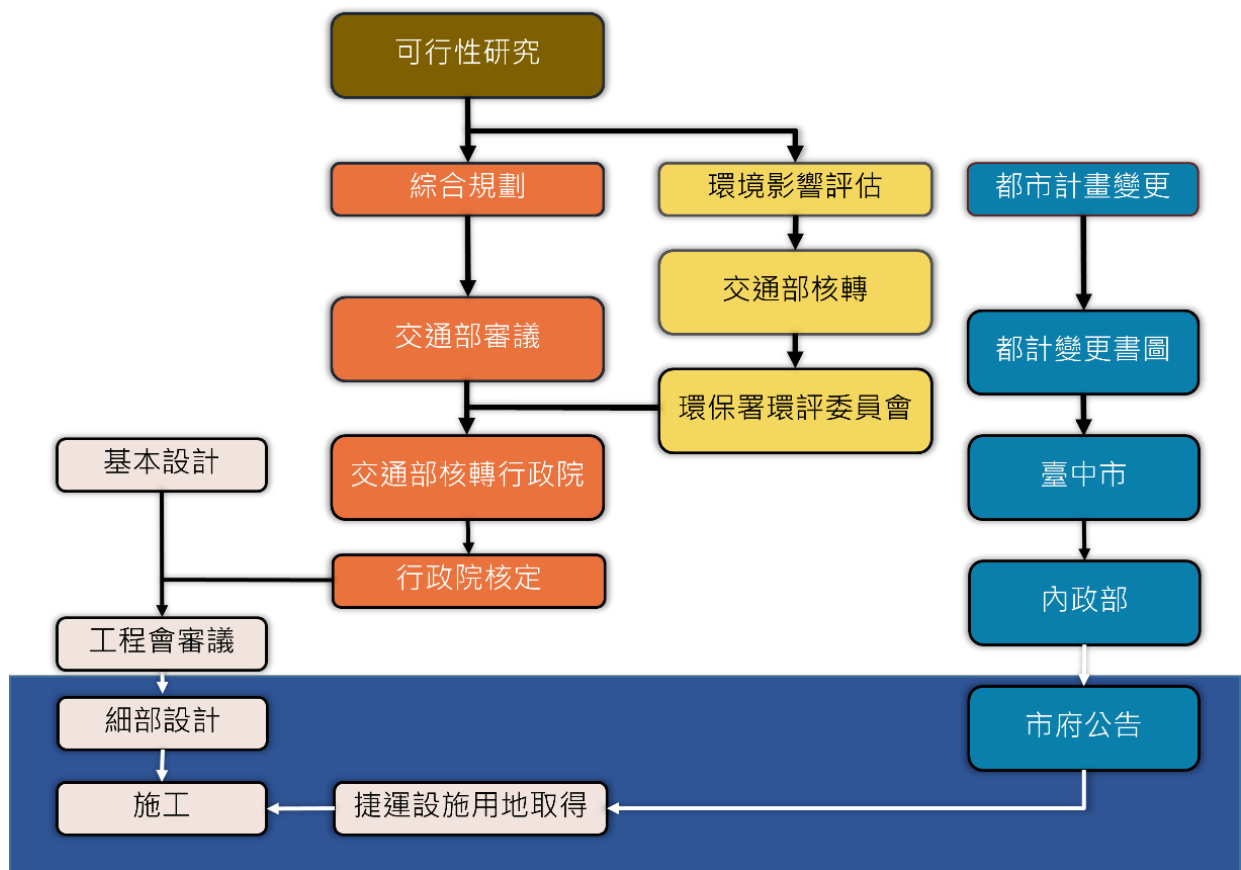 可行性研究
綜合規劃
環境影響評估
都市計畫變更
交通部核轉
交通部審議
都計變更書圖
環保署環評委員會
基本設計
交通部核轉行政院
臺中市
行政院核定
內政部
工程會審議
細部設計
市府公告
施工
捷運設施用地取得